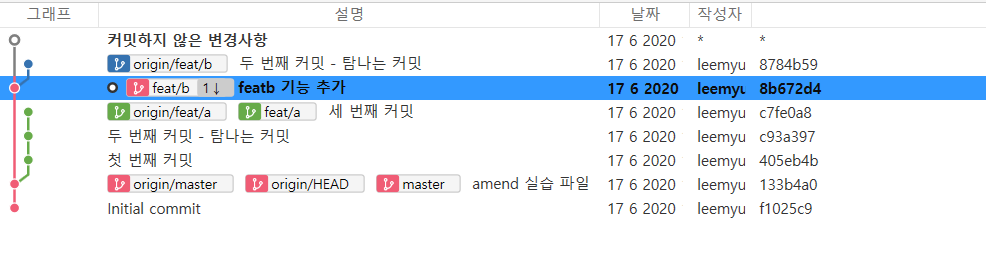 그래프 설명 날짜 작성자
커밋하지 않은 변경사항 17 6 2020 * *
origin/feat/b 두 번째 커밋 - 탐나는 커밋 17 6 2020 leemyu 8784b59
feat/b 1↓ featb 기능 추가 17 6 2020 leemyu 8b672d4
origin/feat/a feat/a 세 번째 커밋 17 6 2020 leemyu c7fe0a8
두 번째 커밋 - 탐나는 커밋 17 6 2020 leemyu c93a397
첫 번째 커밋 17 6 2020 leemyu 405eb4b
origin/master origin/HEAD master amend 실습 파일 17 6 2020 leemyu 133b4a0
Initial commit 17 6 2020 leemyu f1025c9